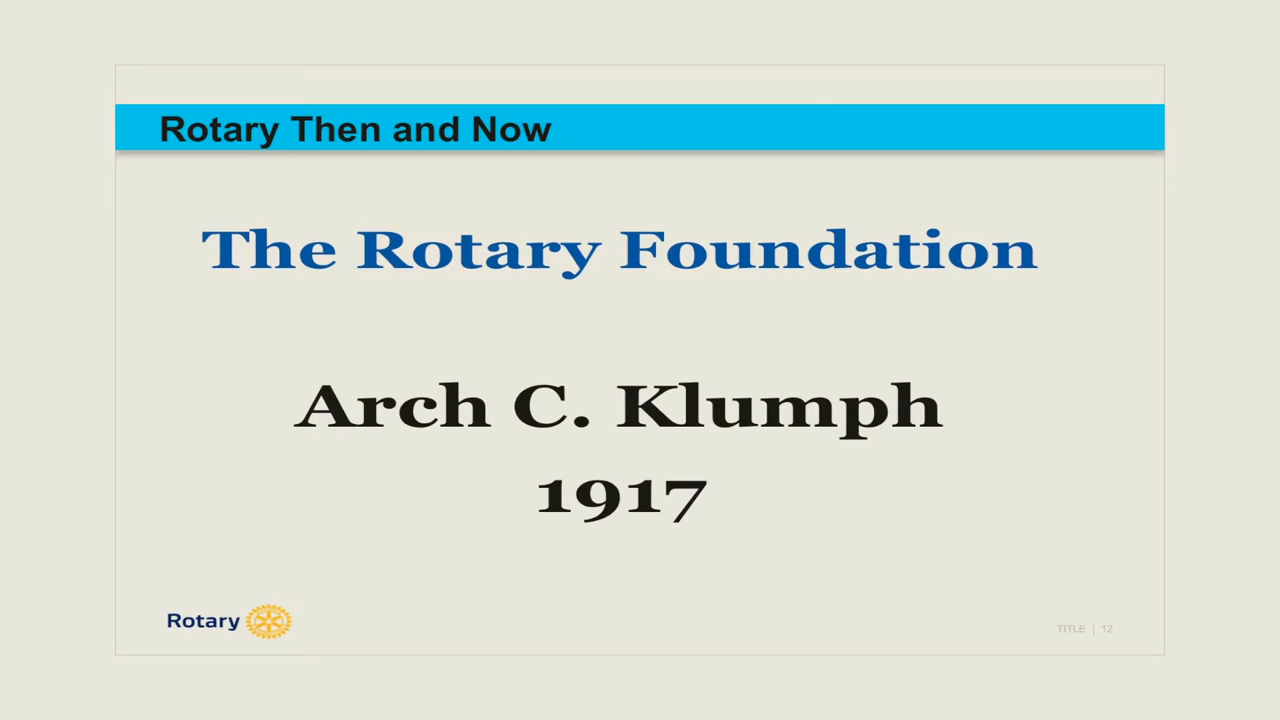 Rotary Then and Now
The Rotary Foundation
Arch C. Klumph
1917
Rotary
TITLE | 12